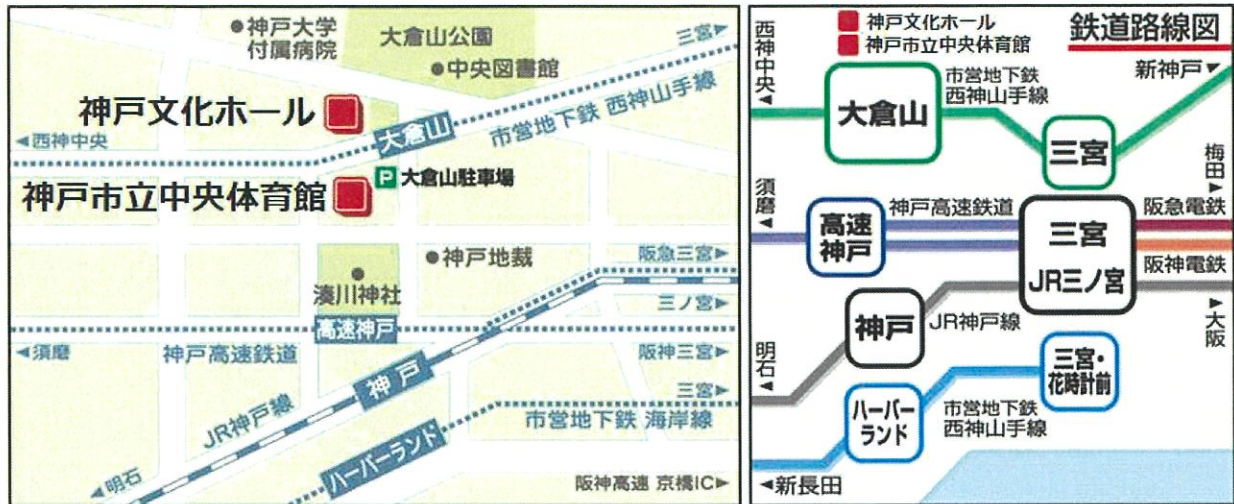 神戸大学
付属病院
大倉山公園
中央図書館
三宮▶
神戸文化ホール
大倉山
市営地下鉄 西神山手線
◀西神中央
P 大倉山駐車場
神戸市立中央体育館
神戸地裁
湊川神社
阪急三宮▶
三ノ宮▶
高速神戸
◀須磨
神戸高速鉄道
阪神三宮▶
神戸
三宮▶
JR神戸線
市営地下鉄 海岸線
ハーバーランド
◀明石
阪神高速 京橋IC▶
神戸文化ホール
神戸市立中央体育館
鉄道路線図
西神中央
市営地下鉄
西神山手線
新神戸
大倉山
三宮
梅田
須磨
高速
神戸
神戸高速鉄道
三宮
JR三ノ宮
阪急電鉄
阪神電鉄
神戸
JR神戸線
大阪
明石
三宮・
花時計前
ハーバー
ランド
市営地下鉄
西神山手線
◀新長田